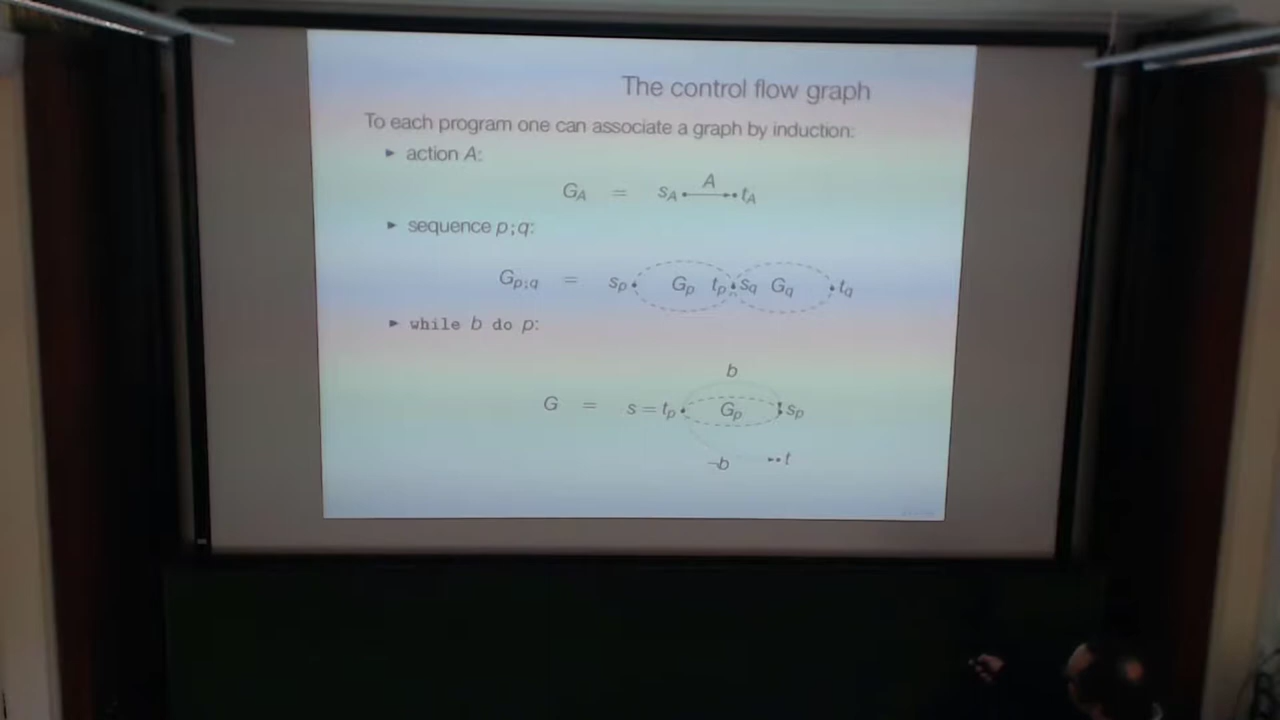 The control flow graph
To each program one can associate a graph by induction:
► action A:
G_A = s_A A t_A
► sequence p;q:
G_{p;q} = s_p G_p t_p s_q G_q t_q
► while b do p:
b
G = s = t_p G_p s_p
¬b t